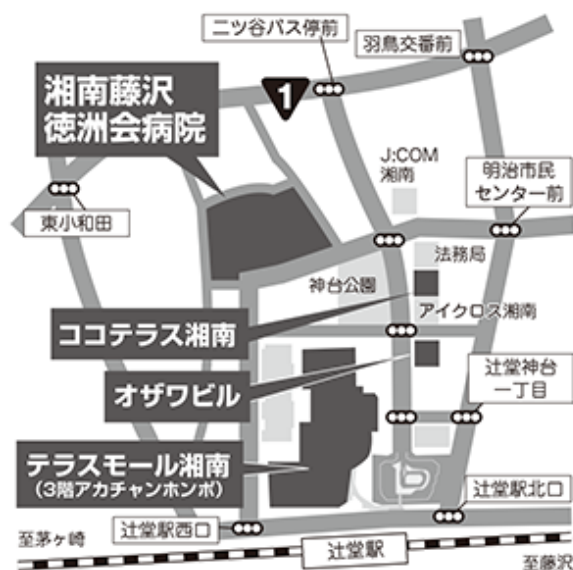 二ツ谷バス停前
羽鳥交番前
1
湘南藤沢
徳洲会病院
J:COM
湘南
明治市民
センター前
東小和田
法務局
神台公園
アイクロス湘南
ココテラス湘南
オザワビル
辻堂神台
一丁目
テラスモール湘南
(3階アカチャンホンポ)
辻堂駅北口
辻堂駅西口
至茅ヶ崎
辻堂駅
至藤沢